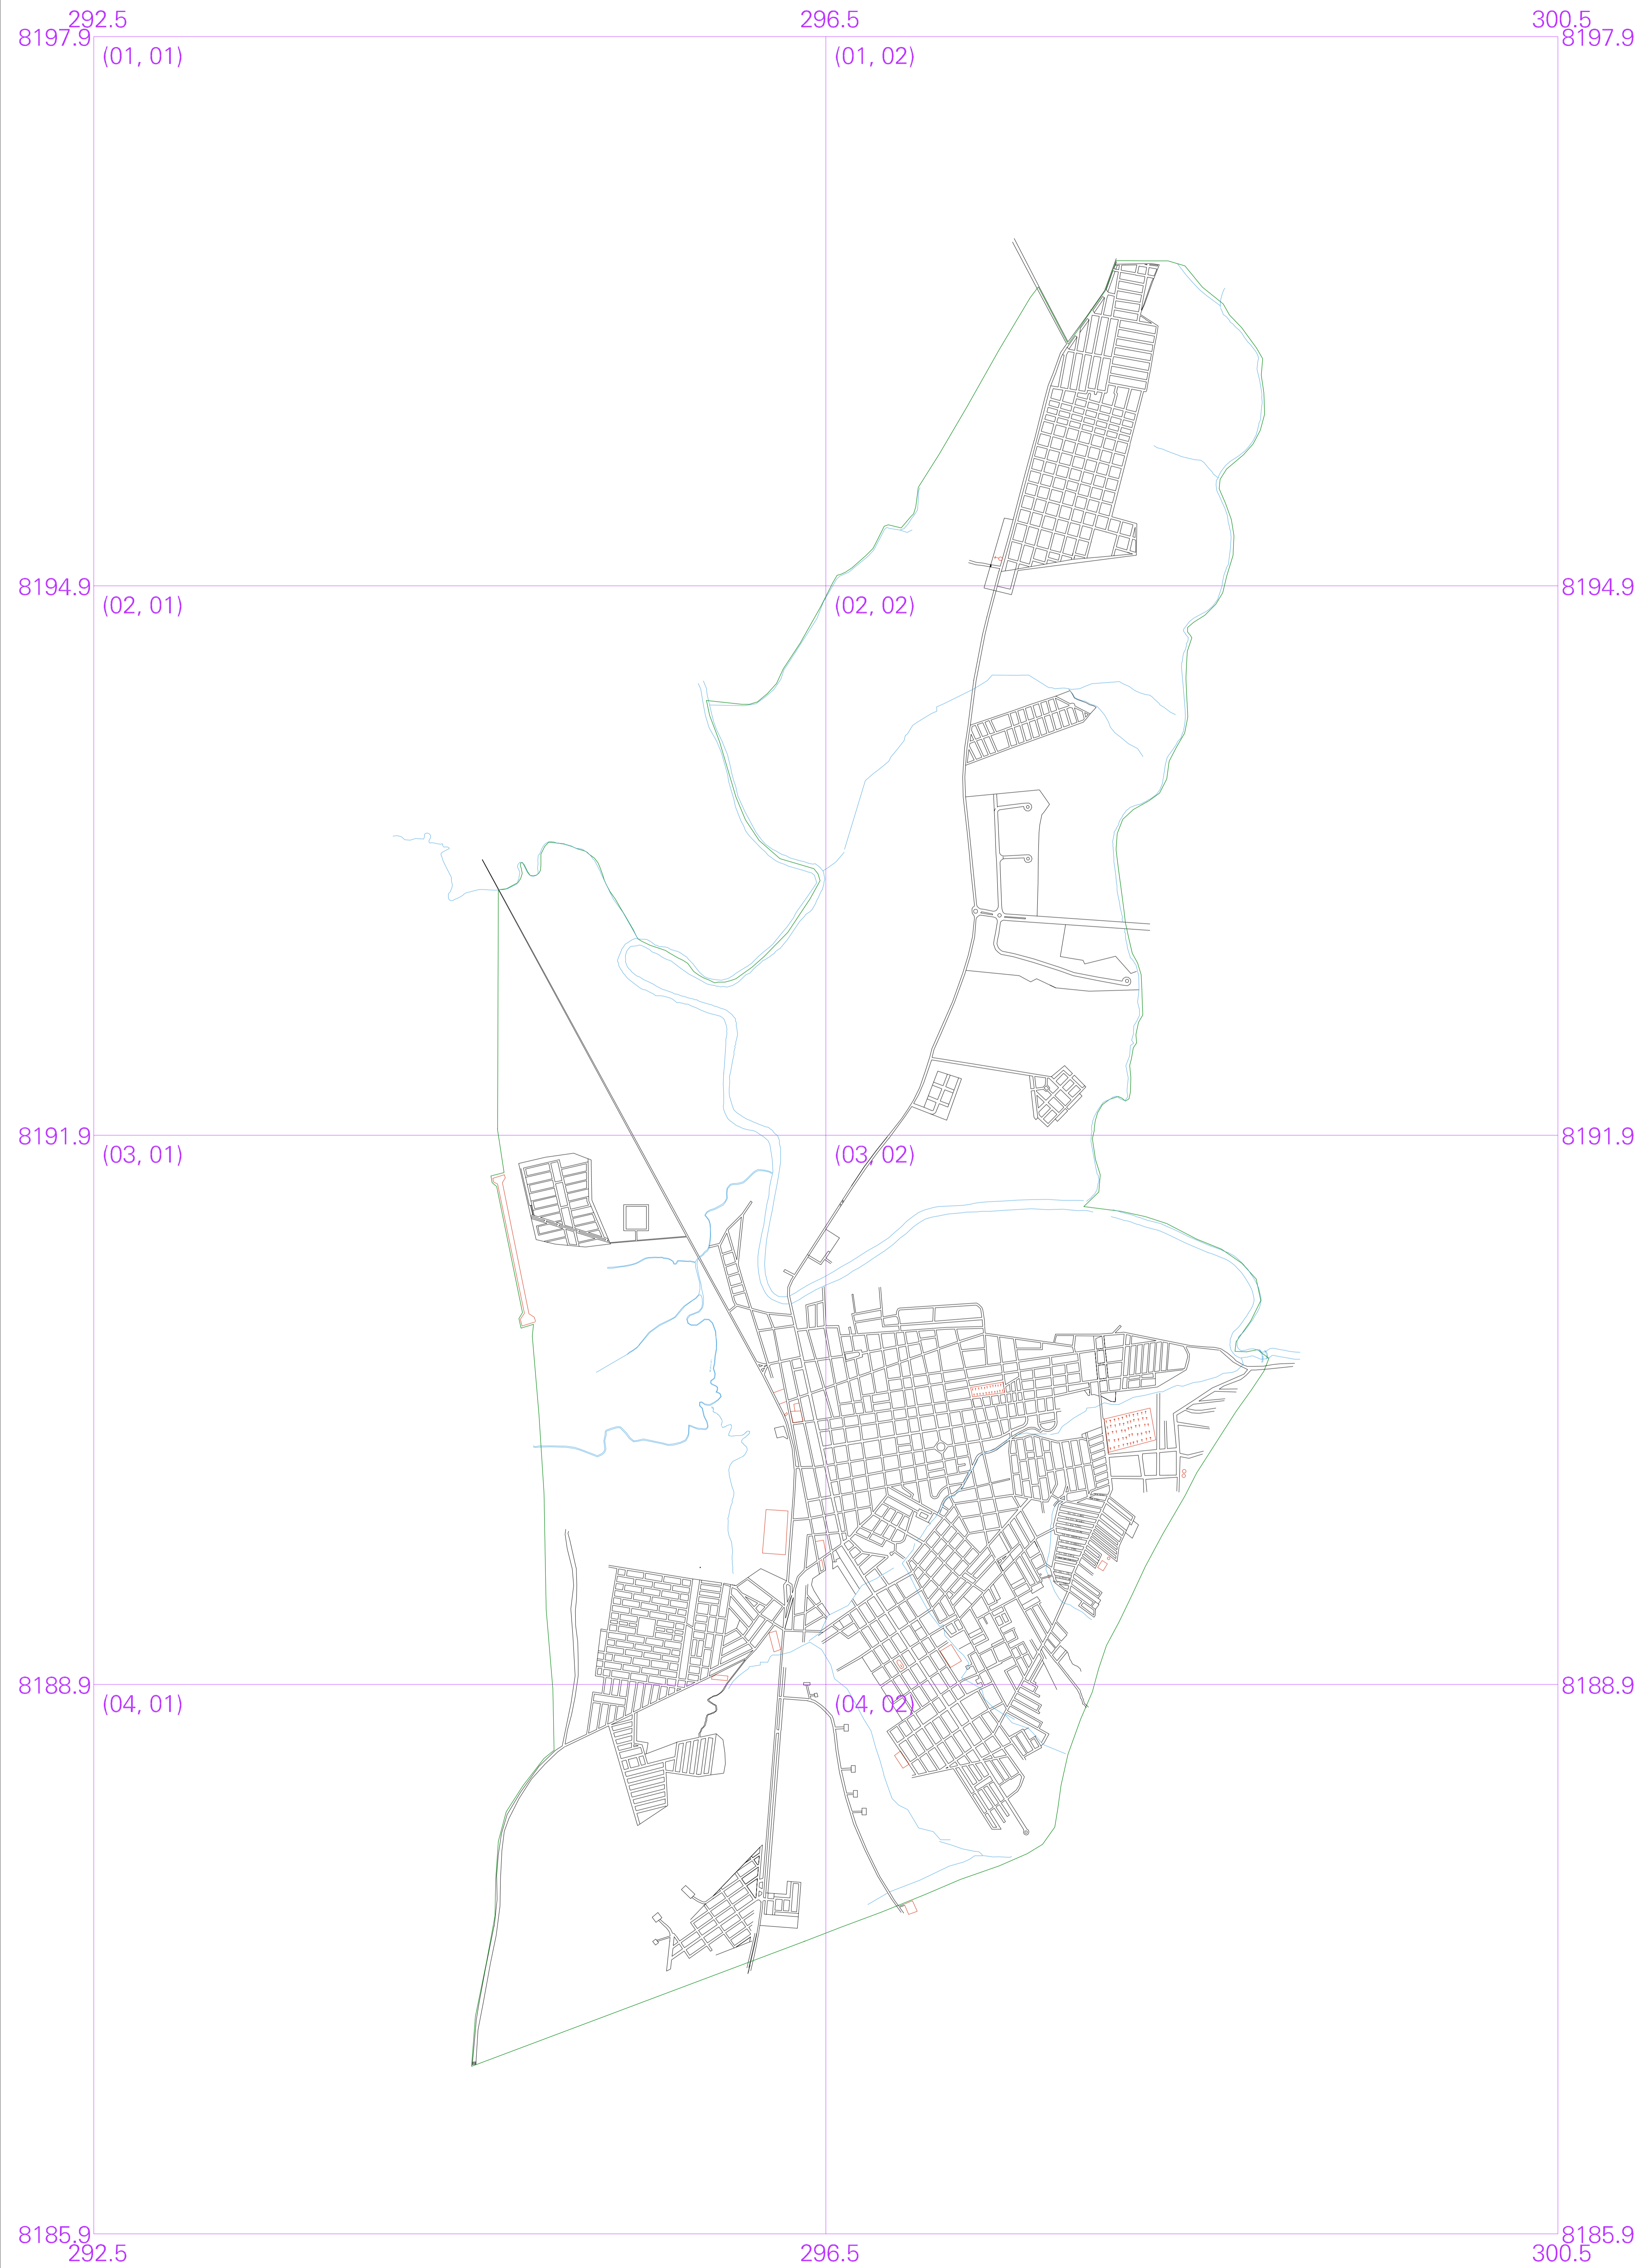 292.5 296.5 300.5
8197.9 8197.9
(01, 01) (01, 02)
8194.9 8194.9
(02, 01) (02, 02)
8191.9 8191.9
(03, 01) (03, 02)
8188.9 8188.9
(04, 01) (04, 02)
8185.9 8185.9
292.5 296.5 300.5